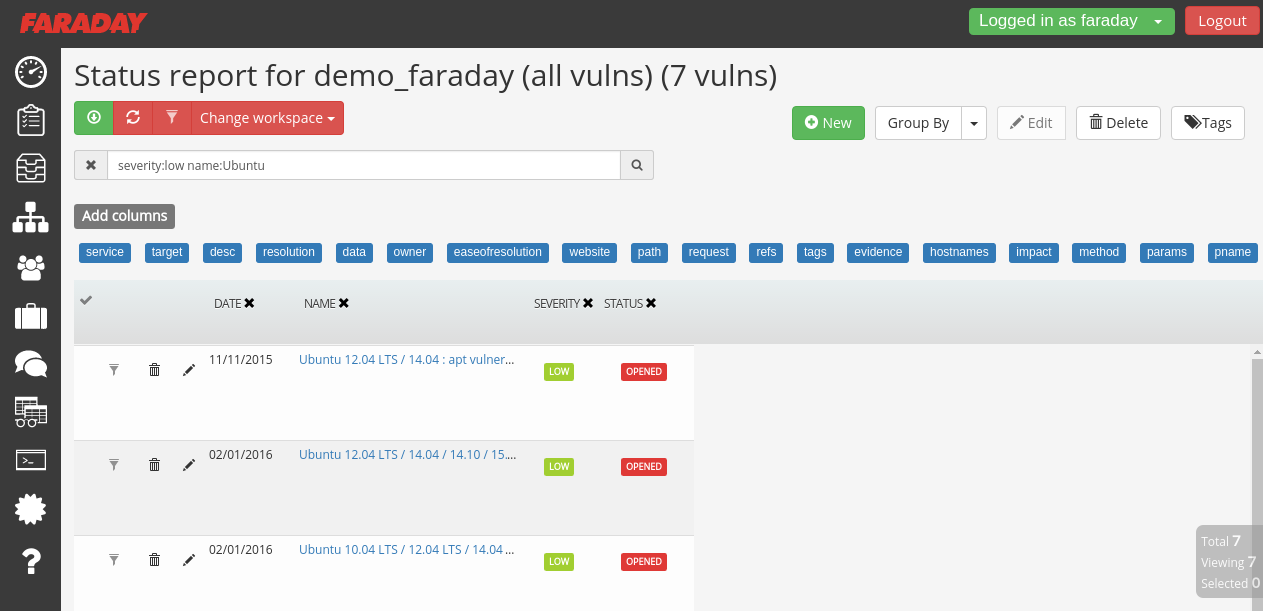 FARADAY
Logged in as faraday
Logout
Status report for demo_faraday (all vulns) (7 vulns)
Change workspace
New
Group By
Edit
Delete
Tags
severity:low name:Ubuntu
Add columns
service target desc resolution data owner easeofresolution website path request refs tags evidence hostnames impact method params pname
DATE NAME SEVERITY STATUS
11/11/2015 Ubuntu 12.04 LTS / 14.04 : apt vulner... LOW OPENED
02/01/2016 Ubuntu 12.04 LTS / 14.04 / 14.10 / 15.... LOW OPENED
02/01/2016 Ubuntu 10.04 LTS / 12.04 LTS / 14.04 ... LOW OPENED
Total 7
Viewing 7
Selected 0